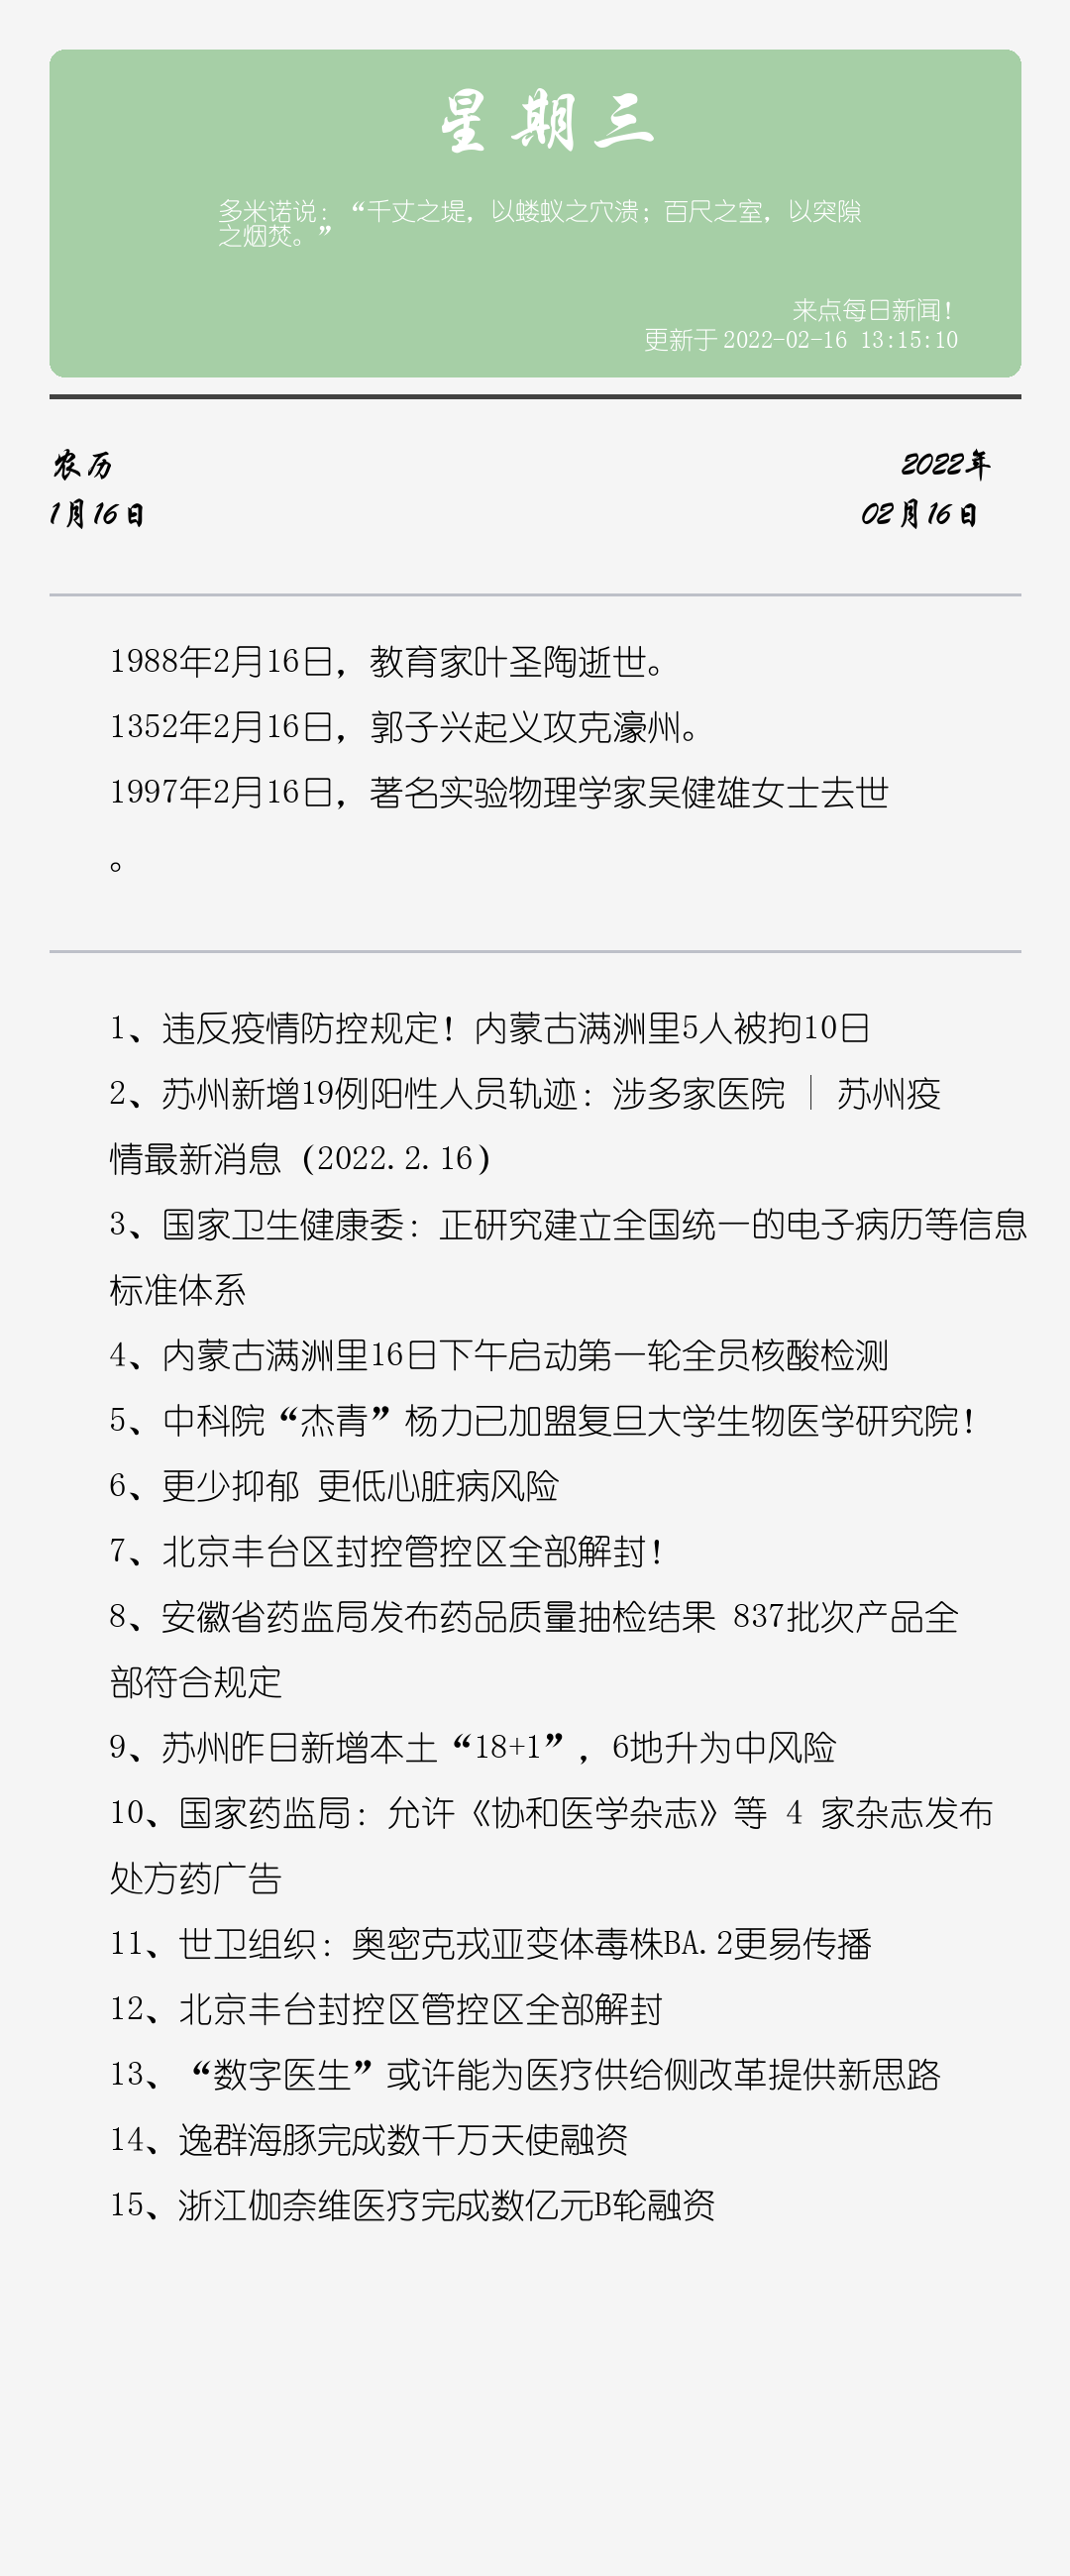 星期三
多米诺说：“千丈之堤，以蝼蚁之穴溃；百尺之室，以突隙
之烟焚。”
来点每日新闻！
更新于 2022-02-16 13:15:10
农历
2022年
1月16日
02月16日
1988年2月16日，教育家叶圣陶逝世。
1352年2月16日，郭子兴起义攻克濠州。
1997年2月16日，著名实验物理学家吴健雄女士去世
。
1、违反疫情防控规定！内蒙古满洲里5人被拘10日
2、苏州新增19例阳性人员轨迹：涉多家医院 | 苏州疫
情最新消息（2022.2.16）
3、国家卫生健康委：正研究建立全国统一的电子病历等信息
标准体系
4、内蒙古满洲里16日下午启动第一轮全员核酸检测
5、中科院“杰青”杨力已加盟复旦大学生物医学研究院！
6、更少抑郁 更低心脏病风险
7、北京丰台区封控管控区全部解封！
8、安徽省药监局发布药品质量抽检结果 837批次产品全
部符合规定
9、苏州昨日新增本土“18+1”，6地升为中风险
10、国家药监局：允许《协和医学杂志》等 4 家杂志发布
处方药广告
11、世卫组织：奥密克戎亚变体毒株BA.2更易传播
12、北京丰台封控区管控区全部解封
13、“数字医生”或许能为医疗供给侧改革提供新思路
14、逸群海豚完成数千万天使融资
15、浙江伽奈维医疗完成数亿元B轮融资